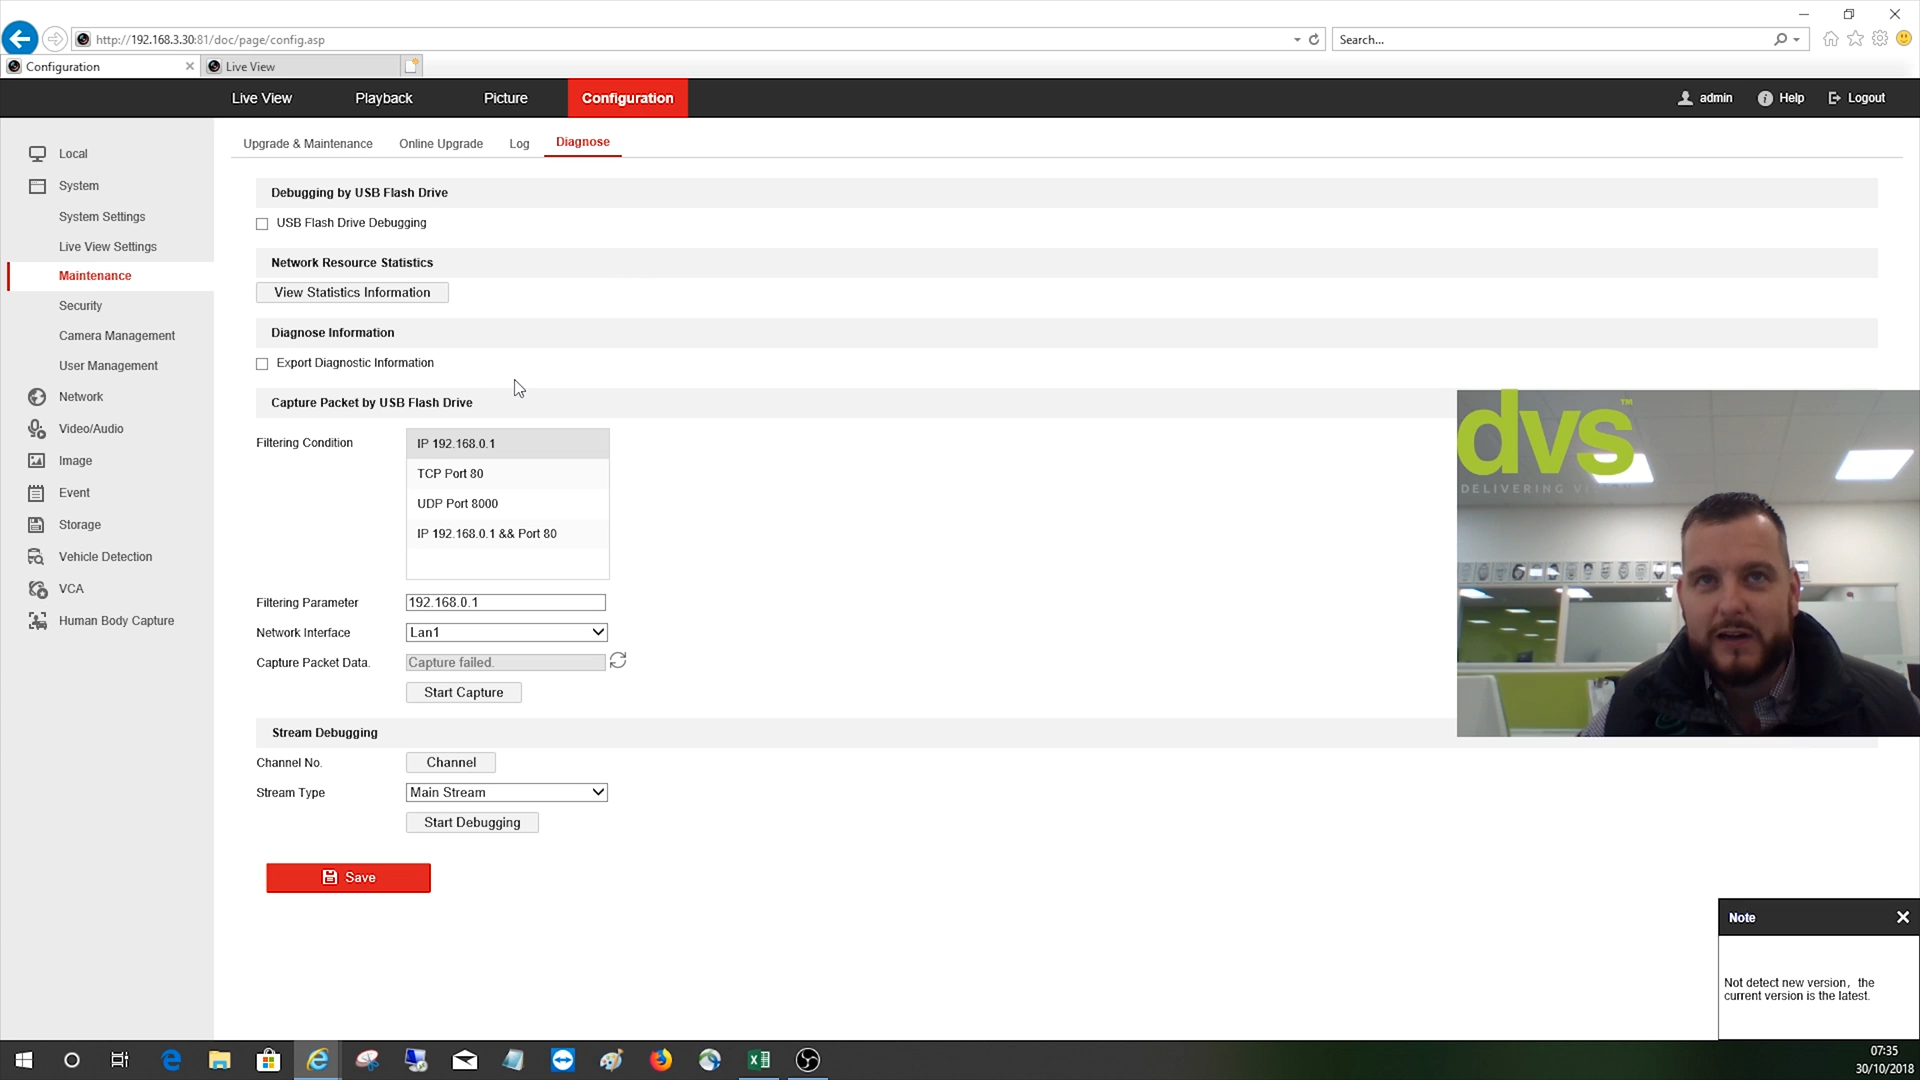 http://192.168.3.30:81/doc/page/config.asp
Search...
Configuration
Live View
Live View
Playback
Picture
Configuration
admin
Help
Logout
Local
System
System Settings
Live View Settings
Maintenance
Security
Camera Management
User Management
Network
Video/Audio
Image
Event
Storage
Vehicle Detection
VCA
Human Body Capture
Upgrade & Maintenance
Online Upgrade
Log
Diagnose
Debugging by USB Flash Drive
USB Flash Drive Debugging
Network Resource Statistics
View Statistics Information
Diagnose Information
Export Diagnostic Information
Capture Packet by USB Flash Drive
Filtering Condition
IP 192.168.0.1
TCP Port 80
UDP Port 8000
IP 192.168.0.1 && Port 80
Filtering Parameter
192.168.0.1
Network Interface
Lan1
Capture Packet Data.
Capture failed.
Start Capture
Stream Debugging
Channel No.
Channel
Stream Type
Main Stream
Start Debugging
Save
dvs™
DELIVERING
Note
Not detect new version, the
current version is the latest.
07:35
30/10/2018